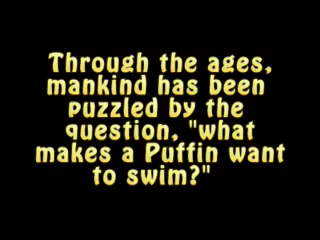 Through the ages,
mankind has been
puzzled by the
question, "what
makes a Puffin want
to swim?"